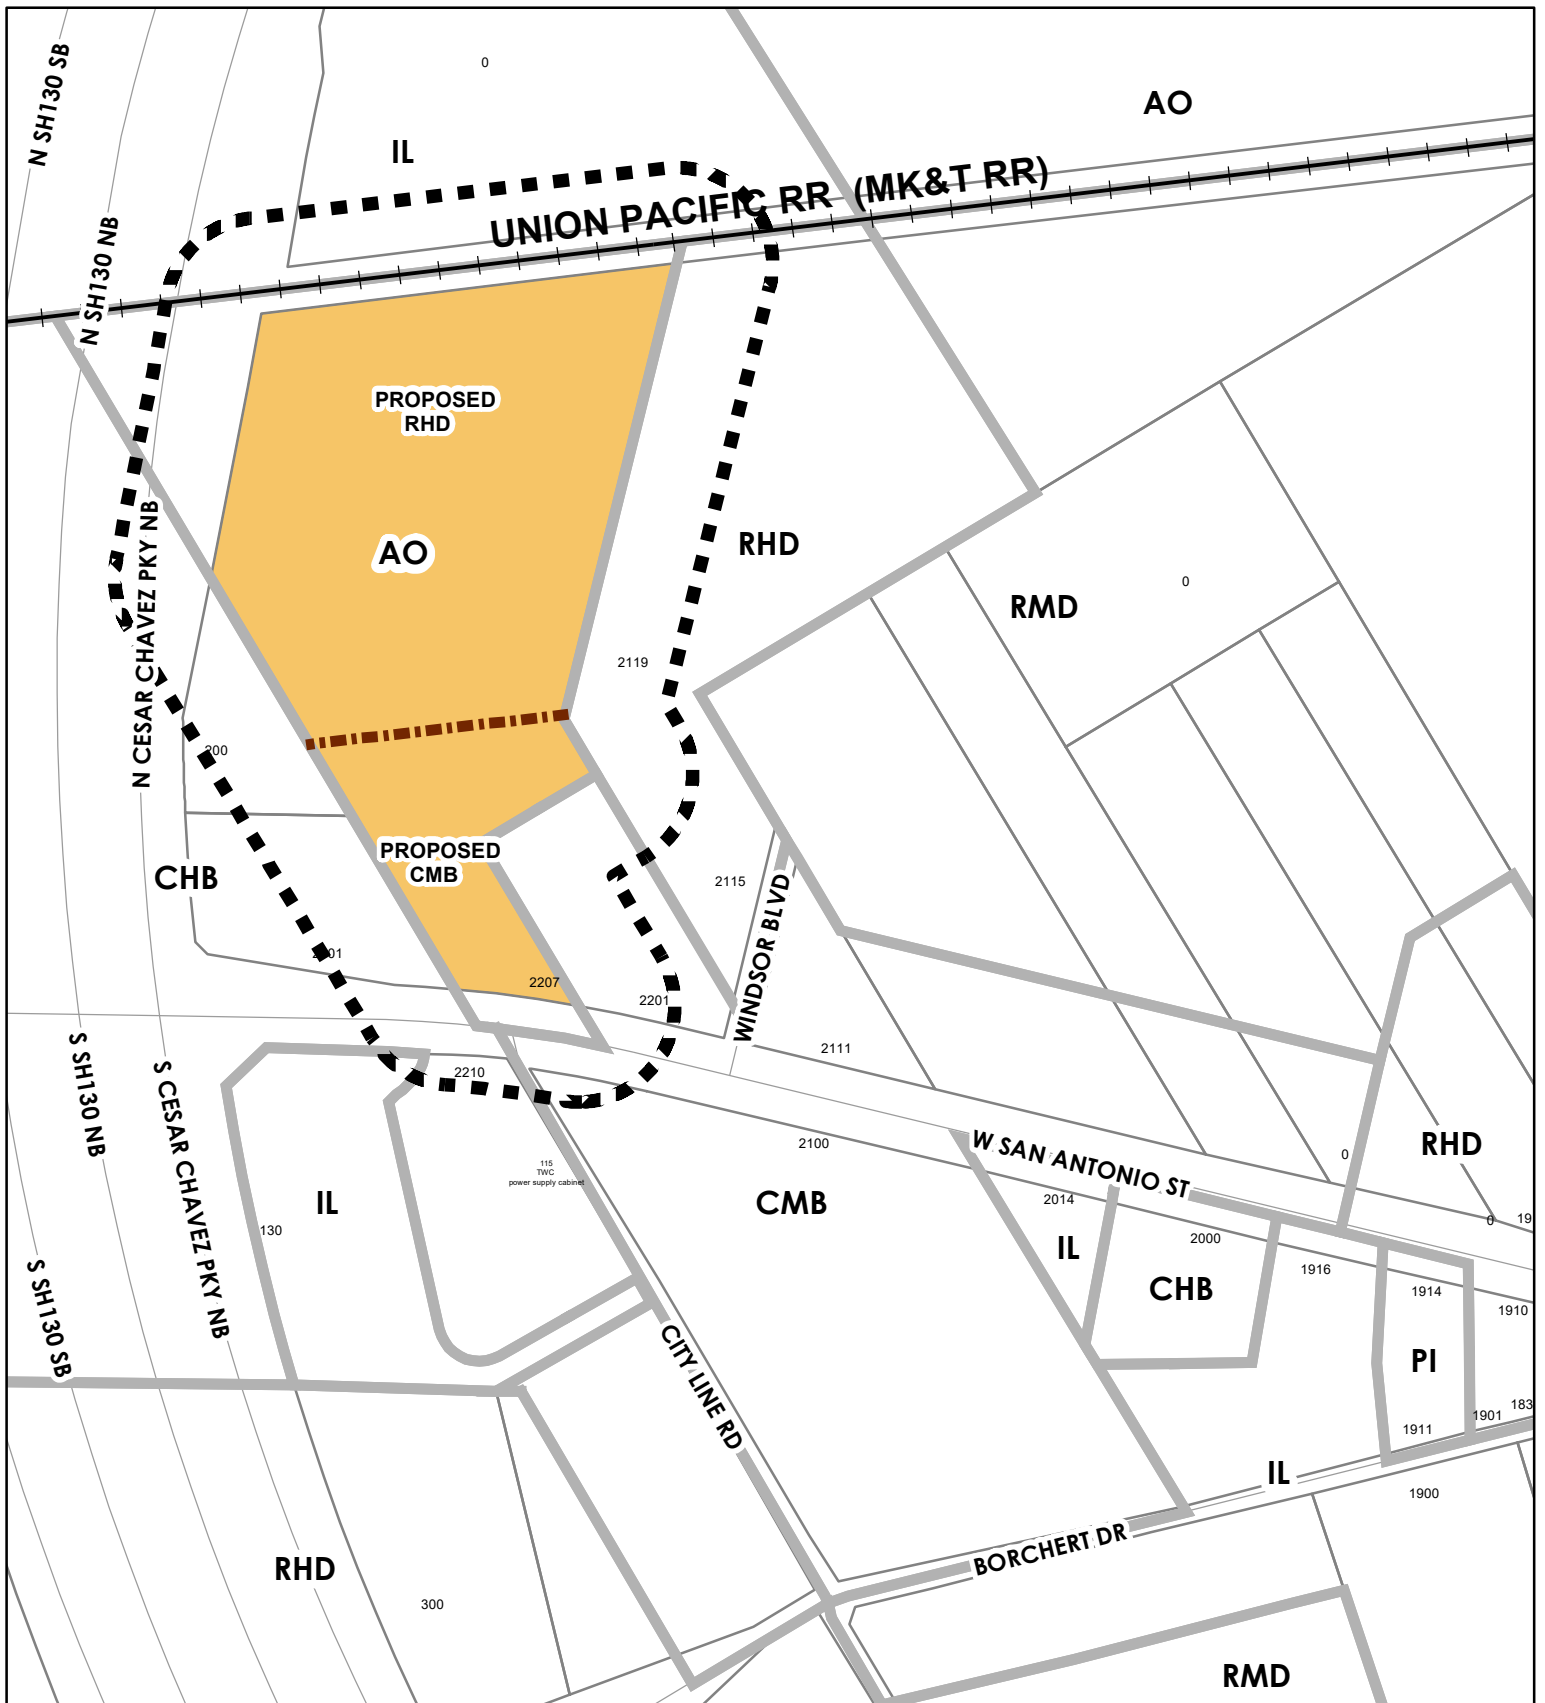 N SH130 SB
0
IL
AO
UNION PACIFIC RR (MK&T RR)
N SH130 NB
PROPOSED
RHD
AO
RHD
0
RMD
N CESAR CHAVEZ PKY NB
2119
200
PROPOSED
CMB
CHB
2115
WINDSOR BLVD
2207
2201
2111
S SH130 NB
S CESAR CHAVEZ PKY NB
2210
2100
W SAN ANTONIO ST
0
RHD
115
TWC
power supply cabinet
IL
CMB
2014
130
2000
0
19
IL
1916
CHB
1914
1910
S SH130 SB
CITY LINE RD
PI
1911
1901
183
IL
1900
BORCHERT DR
RHD
300
RMD